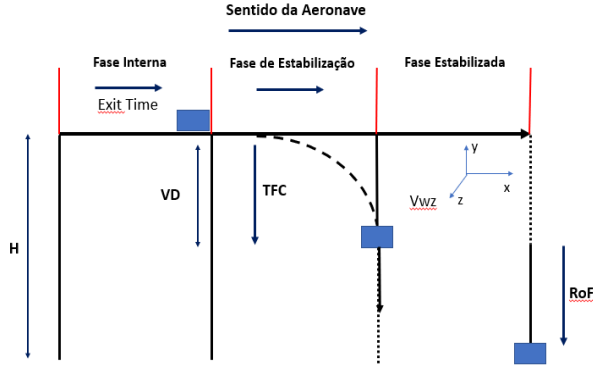 Sentido da Aeronave
Fase Interna
Fase de Estabilização
Fase Estabilizada
Exit Time
y
x
z
VD
TFC
Vwz
H
RoF